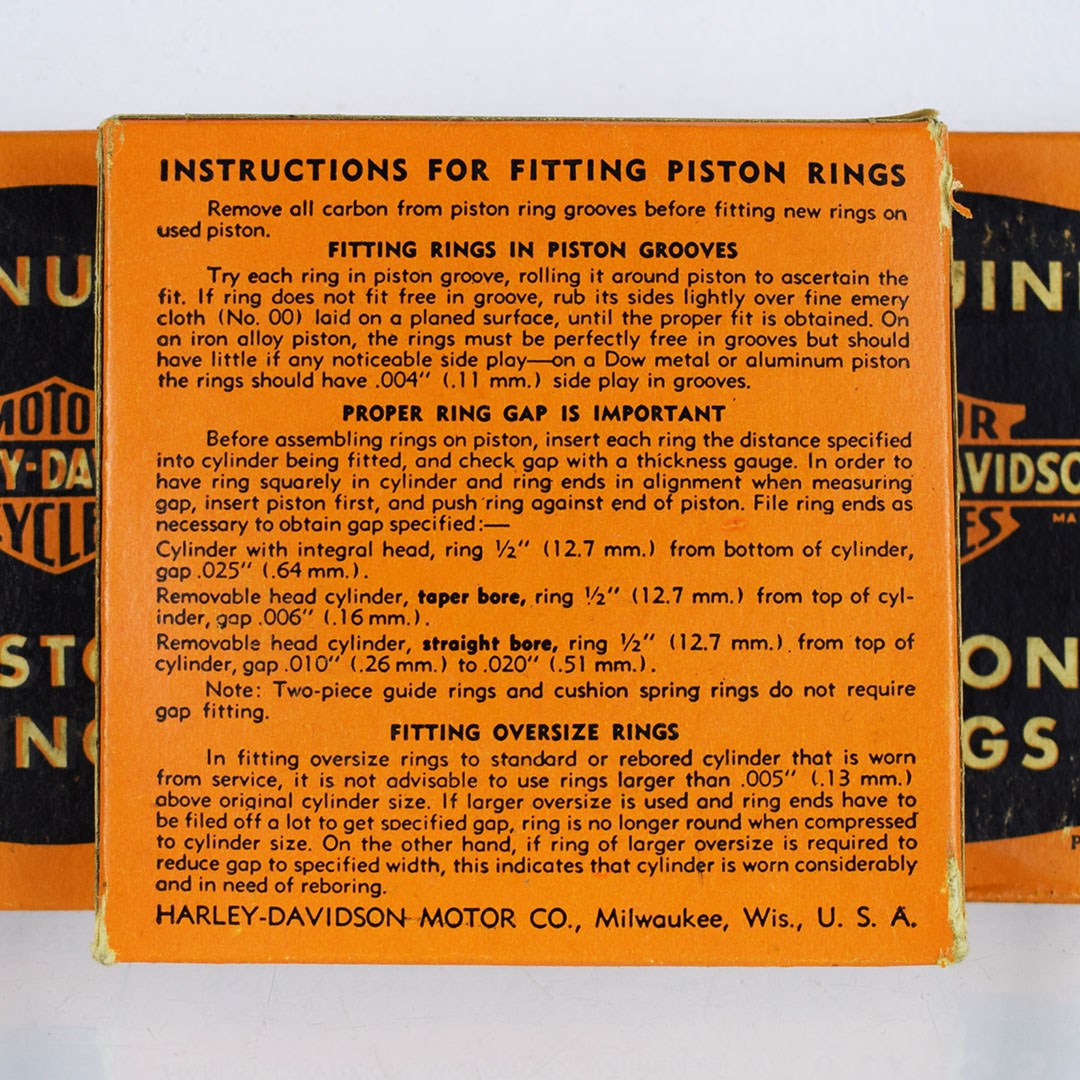 INSTRUCTIONS FOR FITTING PISTON RINGS
Remove all carbon from piston ring grooves before fitting new rings on
used piston.
FITTING RINGS IN PISTON GROOVES
Try each ring in piston groove, rolling it around piston to ascertain the
fit. If ring does not fit free in groove, rub its sides lightly over fine emery
cloth (No. 00) laid on a planed surface, until the proper fit is obtained. On
an iron alloy piston, the rings must be perfectly free in grooves but should
have little if any noticeable side play—on a Dow metal or aluminum piston
the rings should have .004" (.11 mm.) side play in grooves.
PROPER RING GAP IS IMPORTANT
Before assembling rings on piston, insert each ring the distance specified
into cylinder being fitted, and check gap with a thickness gauge. In order to
have ring squarely in cylinder and ring ends in alignment when measuring
gap, insert piston first, and push ring against end of piston. File ring ends as
necessary to obtain gap specified:—
Cylinder with integral head, ring ½" (12.7 mm.) from bottom of cylinder,
gap .025" (.64 mm.).
Removable head cylinder, taper bore, ring ½" (12.7 mm.) from top of cyl-
inder, gap .006" (.16 mm.).
Removable head cylinder, straight bore, ring ½" (12.7 mm.) from top of
cylinder, gap .010" (.26 mm.) to .020" (.51 mm.).
Note: Two-piece guide rings and cushion spring rings do not require
gap fitting.
FITTING OVERSIZE RINGS
In fitting oversize rings to standard or rebored cylinder that is worn
from service, it is not advisable to use rings larger than .005" (.13 mm.)
above original cylinder size. If larger oversize is used and ring ends have to
be filed off a lot to get specified gap, ring is no longer round when compressed
to cylinder size. On the other hand, if ring of larger oversize is required to
reduce gap to specified width, this indicates that cylinder is worn considerably
and in need of reboring.
HARLEY-DAVIDSON MOTOR CO., Milwaukee, Wis., U. S. A.
NU
MOTO
Y-DA
YCLE
STO
NG
UIN
OR
AVIDSO
ES
MA
ON
GS
P